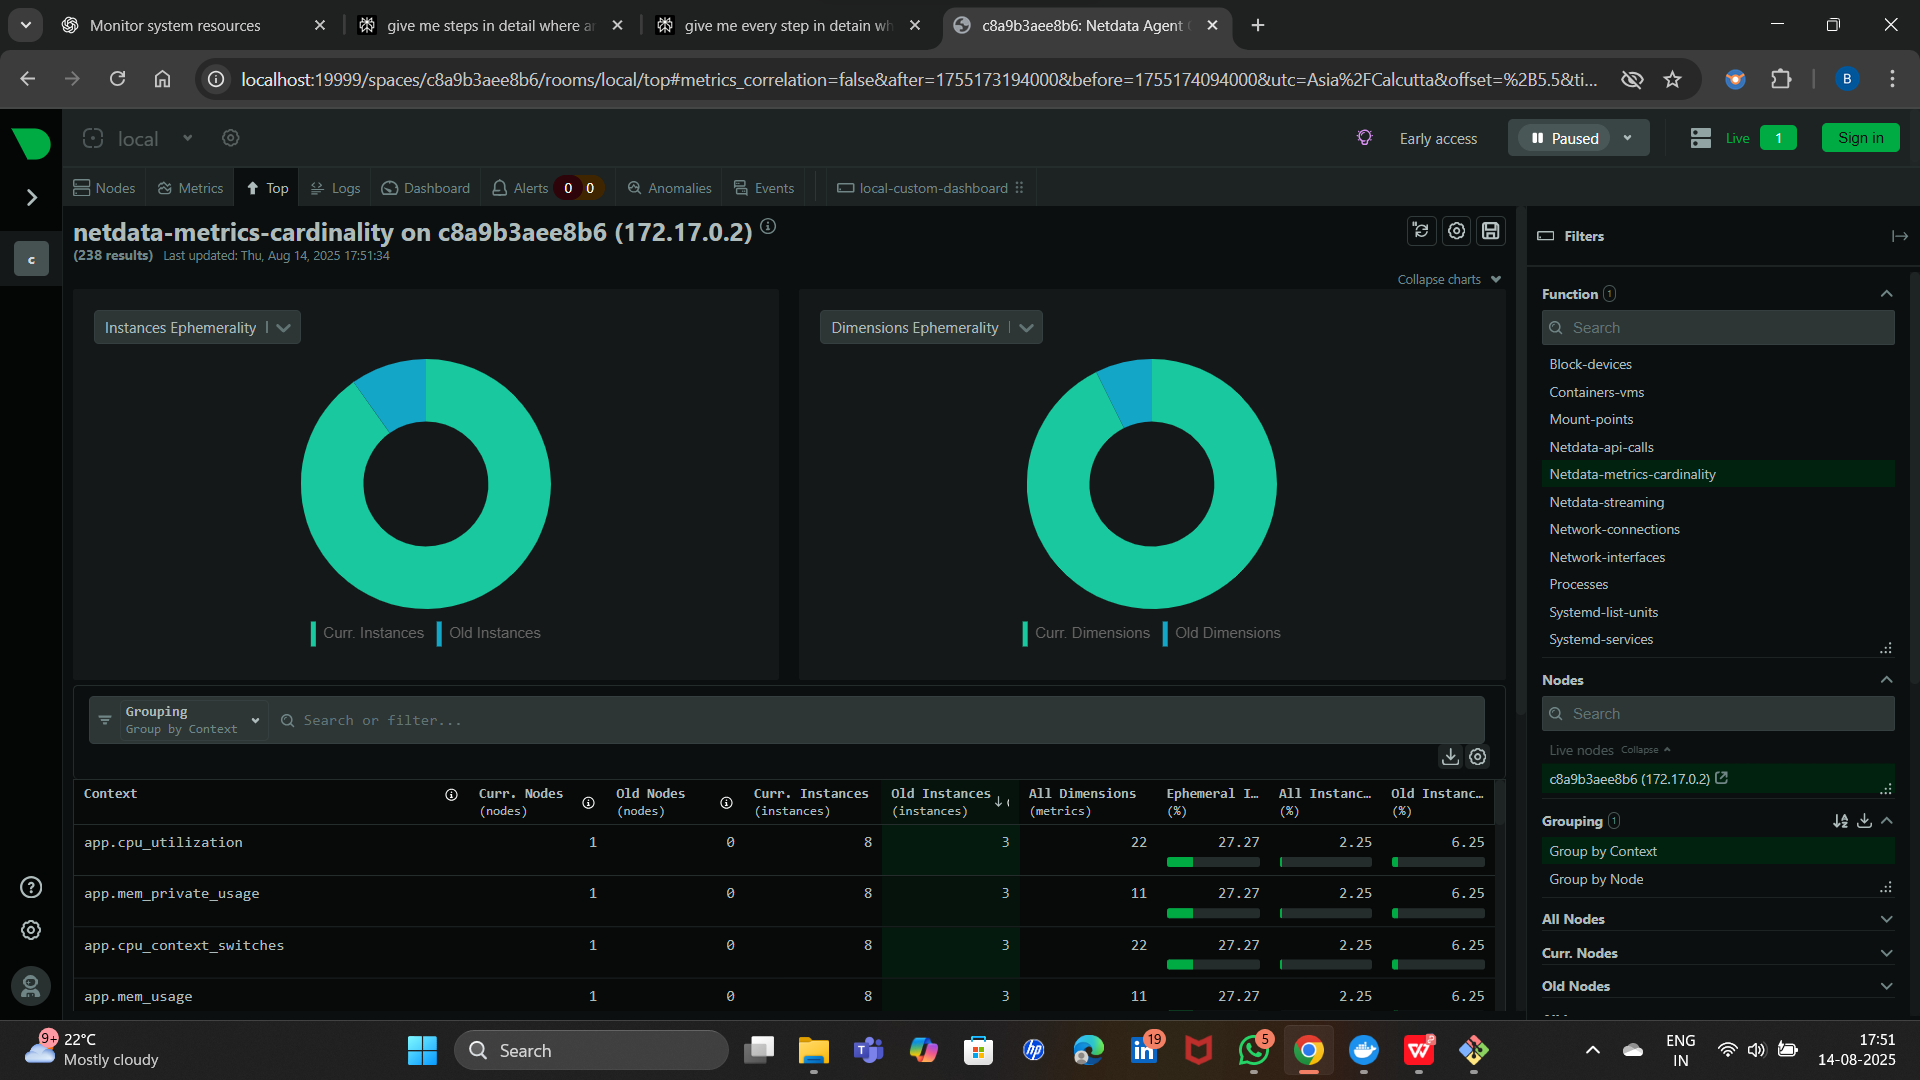 Monitor system resources
give me steps in detail where ar
give me every step in detain wh
c8a9b3aee8b6: Netdata Agent
localhost:19999/spaces/c8a9b3aee8b6/rooms/local/top#metrics_correlation=false&after=1755173194000&before=1755174094000&utc=Asia%2FCalcutta&offset=%2B5.5&ti...
B
local
Early access
Paused
Live
1
Sign in
Nodes
Metrics
Top
Logs
Dashboard
Alerts
0
0
Anomalies
Events
local-custom-dashboard
c
netdata-metrics-cardinality on c8a9b3aee8b6 (172.17.0.2)
(238 results) Last updated: Thu, Aug 14, 2025 17:51:34
Collapse charts
Instances Ephemerality
Curr. Instances
Old Instances
Dimensions Ephemerality
Curr. Dimensions
Old Dimensions
Grouping
Group by Context
Search or filter...
Context
Curr. Nodes (nodes)
Old Nodes (nodes)
Curr. Instances (instances)
Old Instances (instances)
All Dimensions (metrics)
Ephemeral I... (%)
All Instanc... (%)
Old Instanc... (%)
app.cpu_utilization 1 0 8 3 22 27.27 2.25 6.25
app.mem_private_usage 1 0 8 3 11 27.27 2.25 6.25
app.cpu_context_switches 1 0 8 3 22 27.27 2.25 6.25
app.mem_usage 1 0 8 3 11 27.27 2.25 6.25
Filters
Function 1
Search
Block-devices
Containers-vms
Mount-points
Netdata-api-calls
Netdata-metrics-cardinality
Netdata-streaming
Network-connections
Network-interfaces
Processes
Systemd-list-units
Systemd-services
Nodes
Search
Live nodes Collapse
c8a9b3aee8b6 (172.17.0.2)
Grouping 1
Group by Context
Group by Node
All Nodes
Curr. Nodes
Old Nodes
9+
22°C
Mostly cloudy
Search
19
5
ENG
IN
17:51
14-08-2025